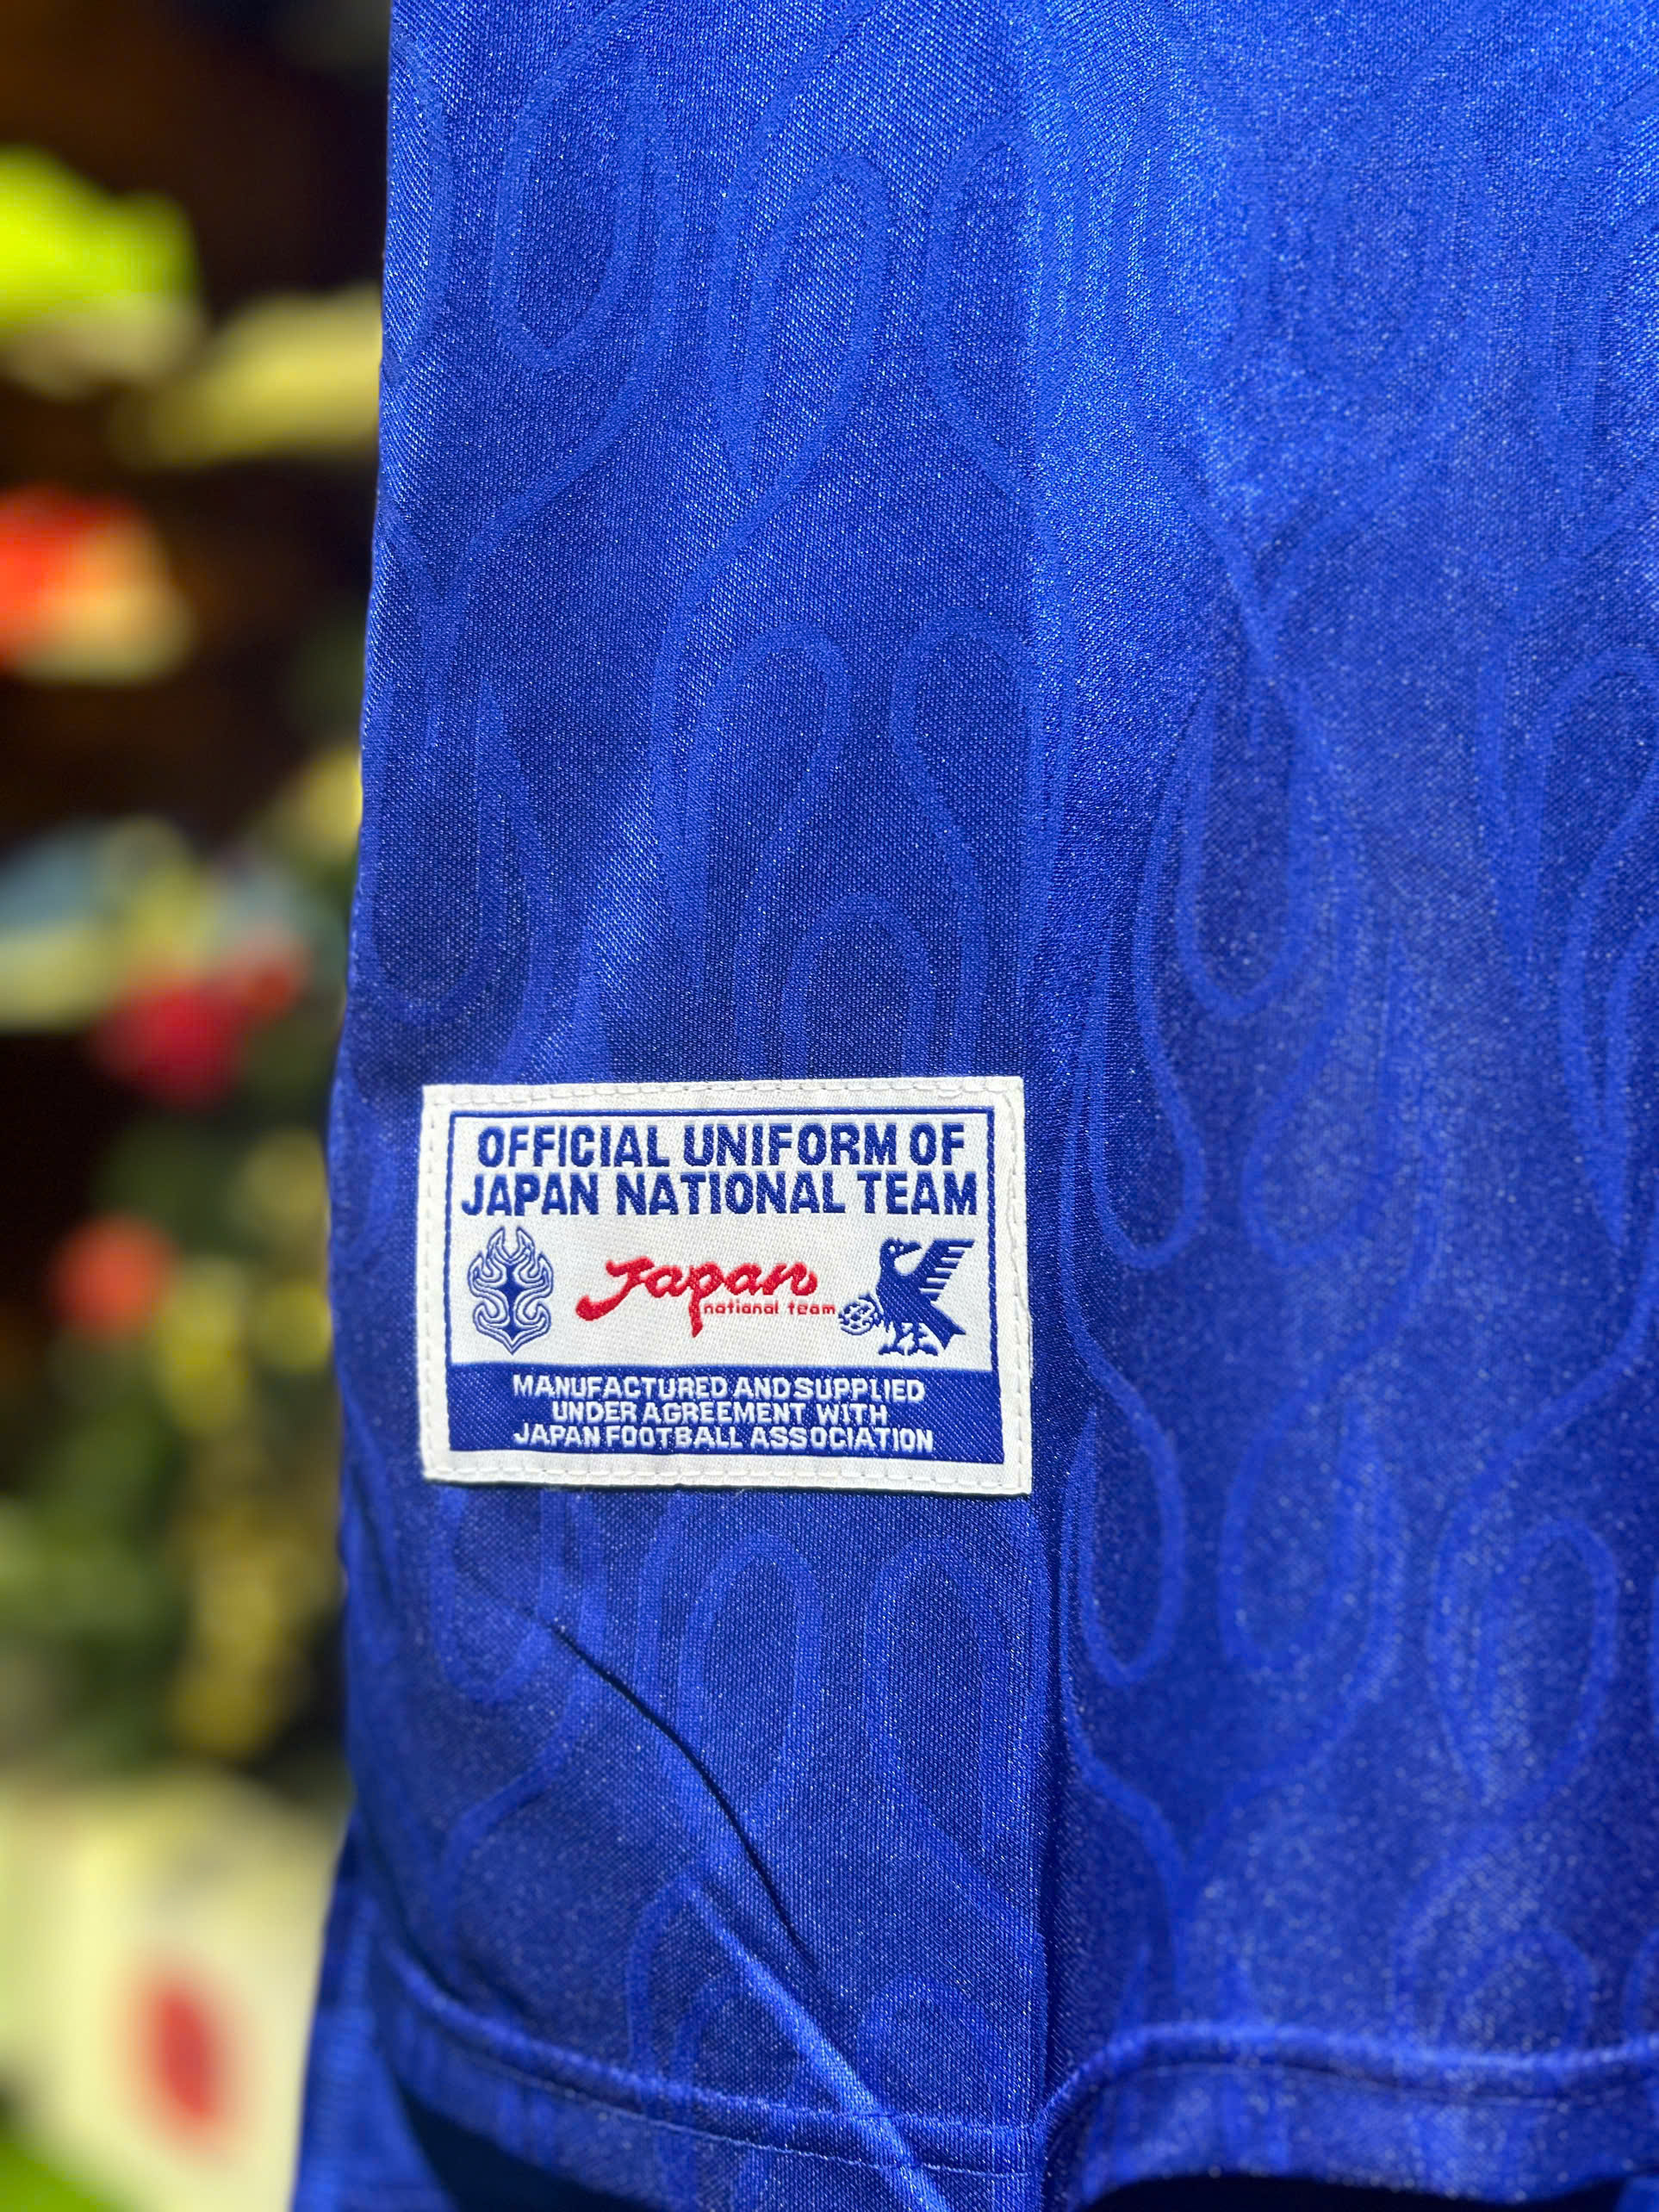 OFFICIAL UNIFORM OF
JAPAN NATIONAL TEAM
Japan
national team
MANUFACTURED AND SUPPLIED
UNDER AGREEMENT WITH
JAPAN FOOTBALL ASSOCIATION